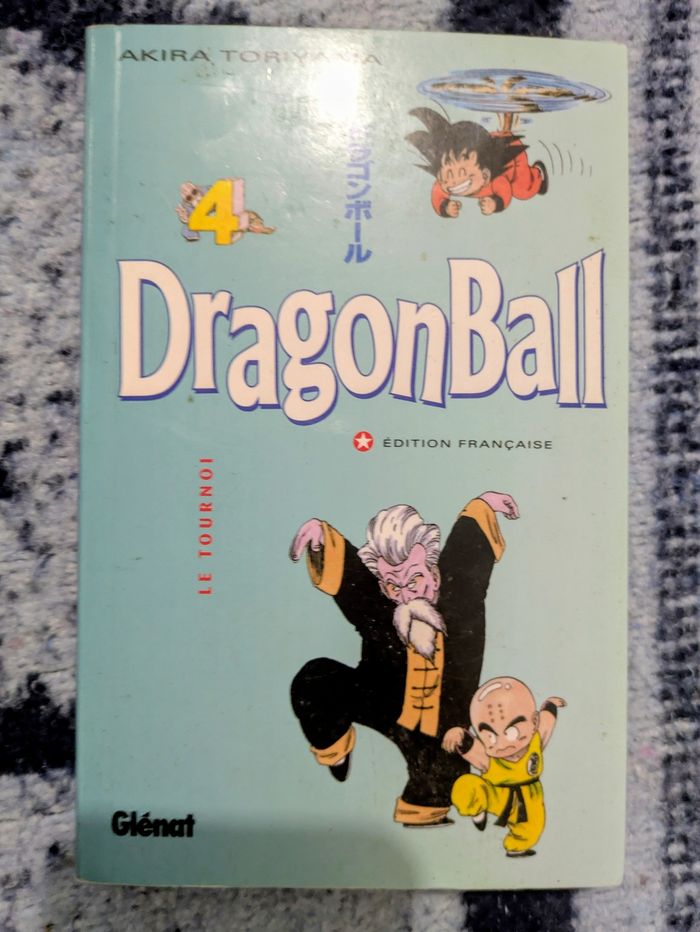 AKIRA TORIYAMA
4
ドラゴンボール
DragonBall
ÉDITION FRANÇAISE
LE TOURNOI
Glénat